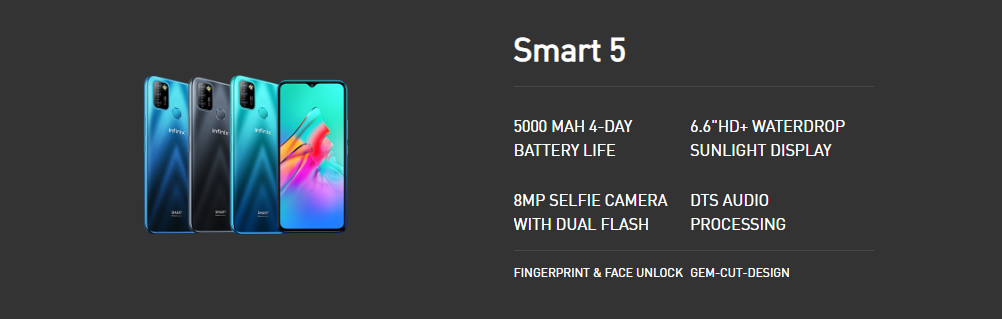 Smart 5
5000 MAH 4-DAY
BATTERY LIFE
6.6"HD+ WATERDROP
SUNLIGHT DISPLAY
8MP SELFIE CAMERA
WITH DUAL FLASH
DTS AUDIO
PROCESSING
FINGERPRINT & FACE UNLOCK
GEM-CUT-DESIGN
Infinix
Infinix
Infinix
SMART
SMART
SMART